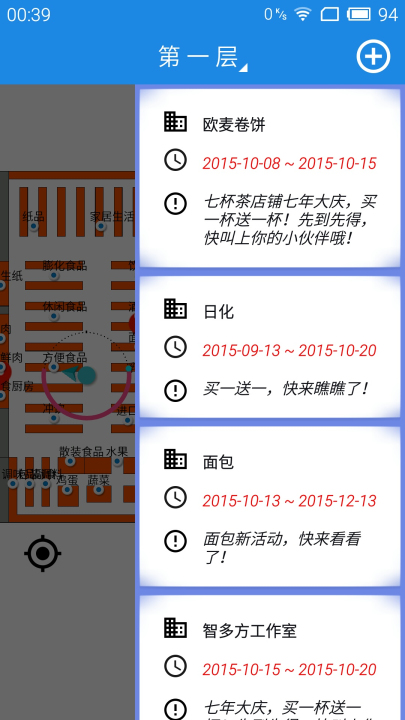 00:39
0 K/s
94
第一层
欧麦卷饼
2015-10-08 ~ 2015-10-15
七杯茶店铺七年大庆，买
一杯送一杯！先到先得，
快叫上你的小伙伴哦！
日化
2015-09-13 ~ 2015-10-20
买一送一，快来瞧瞧了！
面包
2015-10-13 ~ 2015-12-13
面包新活动，快来看看
了！
智多方工作室
2015-10-15 ~ 2015-10-20
七年大庆，买一杯送一
纸品
家居生活
生纸
膨化食品
休闲食品
肉
鲜肉
方便食品
食厨房
冲
进口
散装食品
水果
鸡蛋
蔬菜